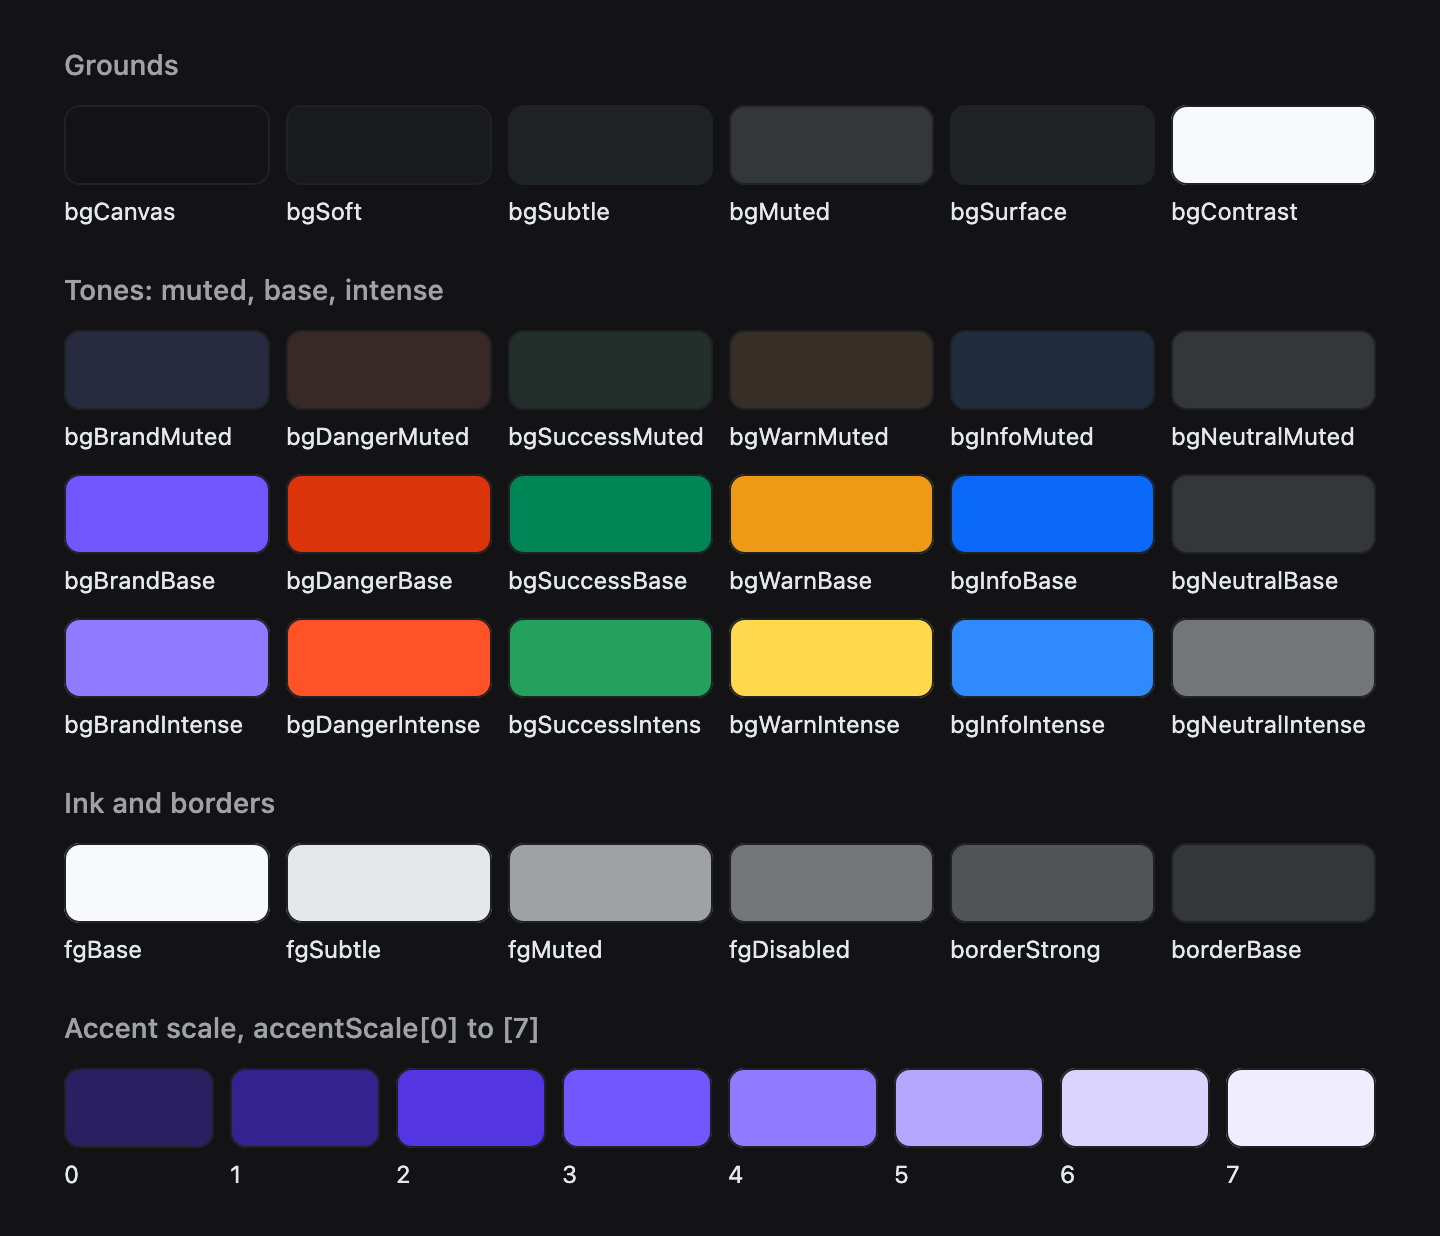 Grounds
bgCanvas bgSoft bgSubtle bgMuted bgSurface bgContrast
Tones: muted, base, intense
bgBrandMuted bgDangerMuted bgSuccessMuted bgWarnMuted bgInfoMuted bgNeutralMuted
bgBrandBase bgDangerBase bgSuccessBase bgWarnBase bgInfoBase bgNeutralBase
bgBrandIntense bgDangerIntense bgSuccessIntens bgWarnIntense bgInfoIntense bgNeutralIntense
Ink and borders
fgBase fgSubtle fgMuted fgDisabled borderStrong borderBase
Accent scale, accentScale[0] to [7]
0 1 2 3 4 5 6 7